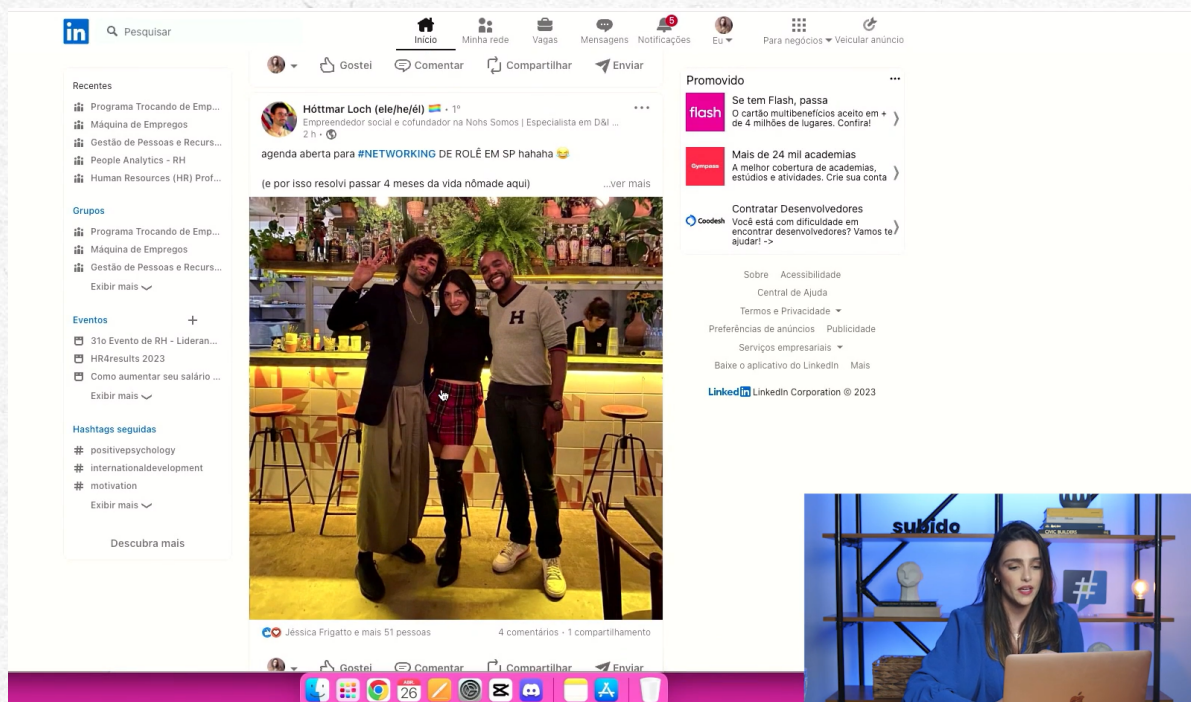 in
Pesquisar
Início
Minha rede
Vagas
Mensagens
5
Notificações
Eu
Para negócios
Veicular anúncio
Recentes
Programa Trocando de Emp...
Máquina de Empregos
Gestão de Pessoas e Recurs...
People Analytics - RH
Human Resources (HR) Prof...
Grupos
Programa Trocando de Emp...
Máquina de Empregos
Gestão de Pessoas e Recurs...
Exibir mais
Eventos +
31o Evento de RH - Lideran...
HR4results 2023
Como aumentar seu salário ...
Exibir mais
Hashtags seguidas
# positivepsychology
# internationaldevelopment
# motivation
Exibir mais
Descubra mais
Gostei
Comentar
Compartilhar
Enviar
Hóttmar Loch (ele/he/él) 🏳️‍🌈 • 1°
Empreendedor social e cofundador na Nohs Somos | Especialista em D&I ...
2 h •
agenda aberta para #NETWORKING DE ROLÊ EM SP hahaha 😂
(e por isso resolvi passar 4 meses da vida nômade aqui)
...ver mais
H
Jéssica Frigatto e mais 51 pessoas
4 comentários · 1 compartilhamento
Gostei
Comentar
Compartilhar
Enviar
Promovido
flash
Se tem Flash, passa
O cartão multibenefícios aceito em +
de 4 milhões de lugares. Confira!
Gympass
Mais de 24 mil academias
A melhor cobertura de academias,
estúdios e atividades. Crie sua conta
Coodesh
Contratar Desenvolvedores
Você está com dificuldade em
encontrar desenvolvedores? Vamos te
ajudar! ->
Sobre Acessibilidade
Central de Ajuda
Termos e Privacidade
Preferências de anúncios Publicidade
Serviços empresariais
Baixe o aplicativo do LinkedIn Mais
Linked in LinkedIn Corporation © 2023
subido
#
26